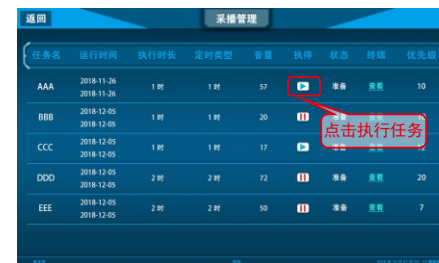 返回 采播管理
任务名 运行时间 执行时长 定时类型 音量 执停 状态 终端 优先级
AAA 2018-11-26 2018-11-26 1 时 1 时 57 准备 查看 10
BBB 2018-12-05 2018-12-05 1 时 1 时 20
点击执行任务
CCC 2018-12-05 2018-12-05 1 时 1 时 17
DDD 2018-12-05 2018-12-05 2 时 2 时 72 准备 查看 20
EEE 2018-12-05 2018-12-05 2 时 2 时 50 准备 查看 7